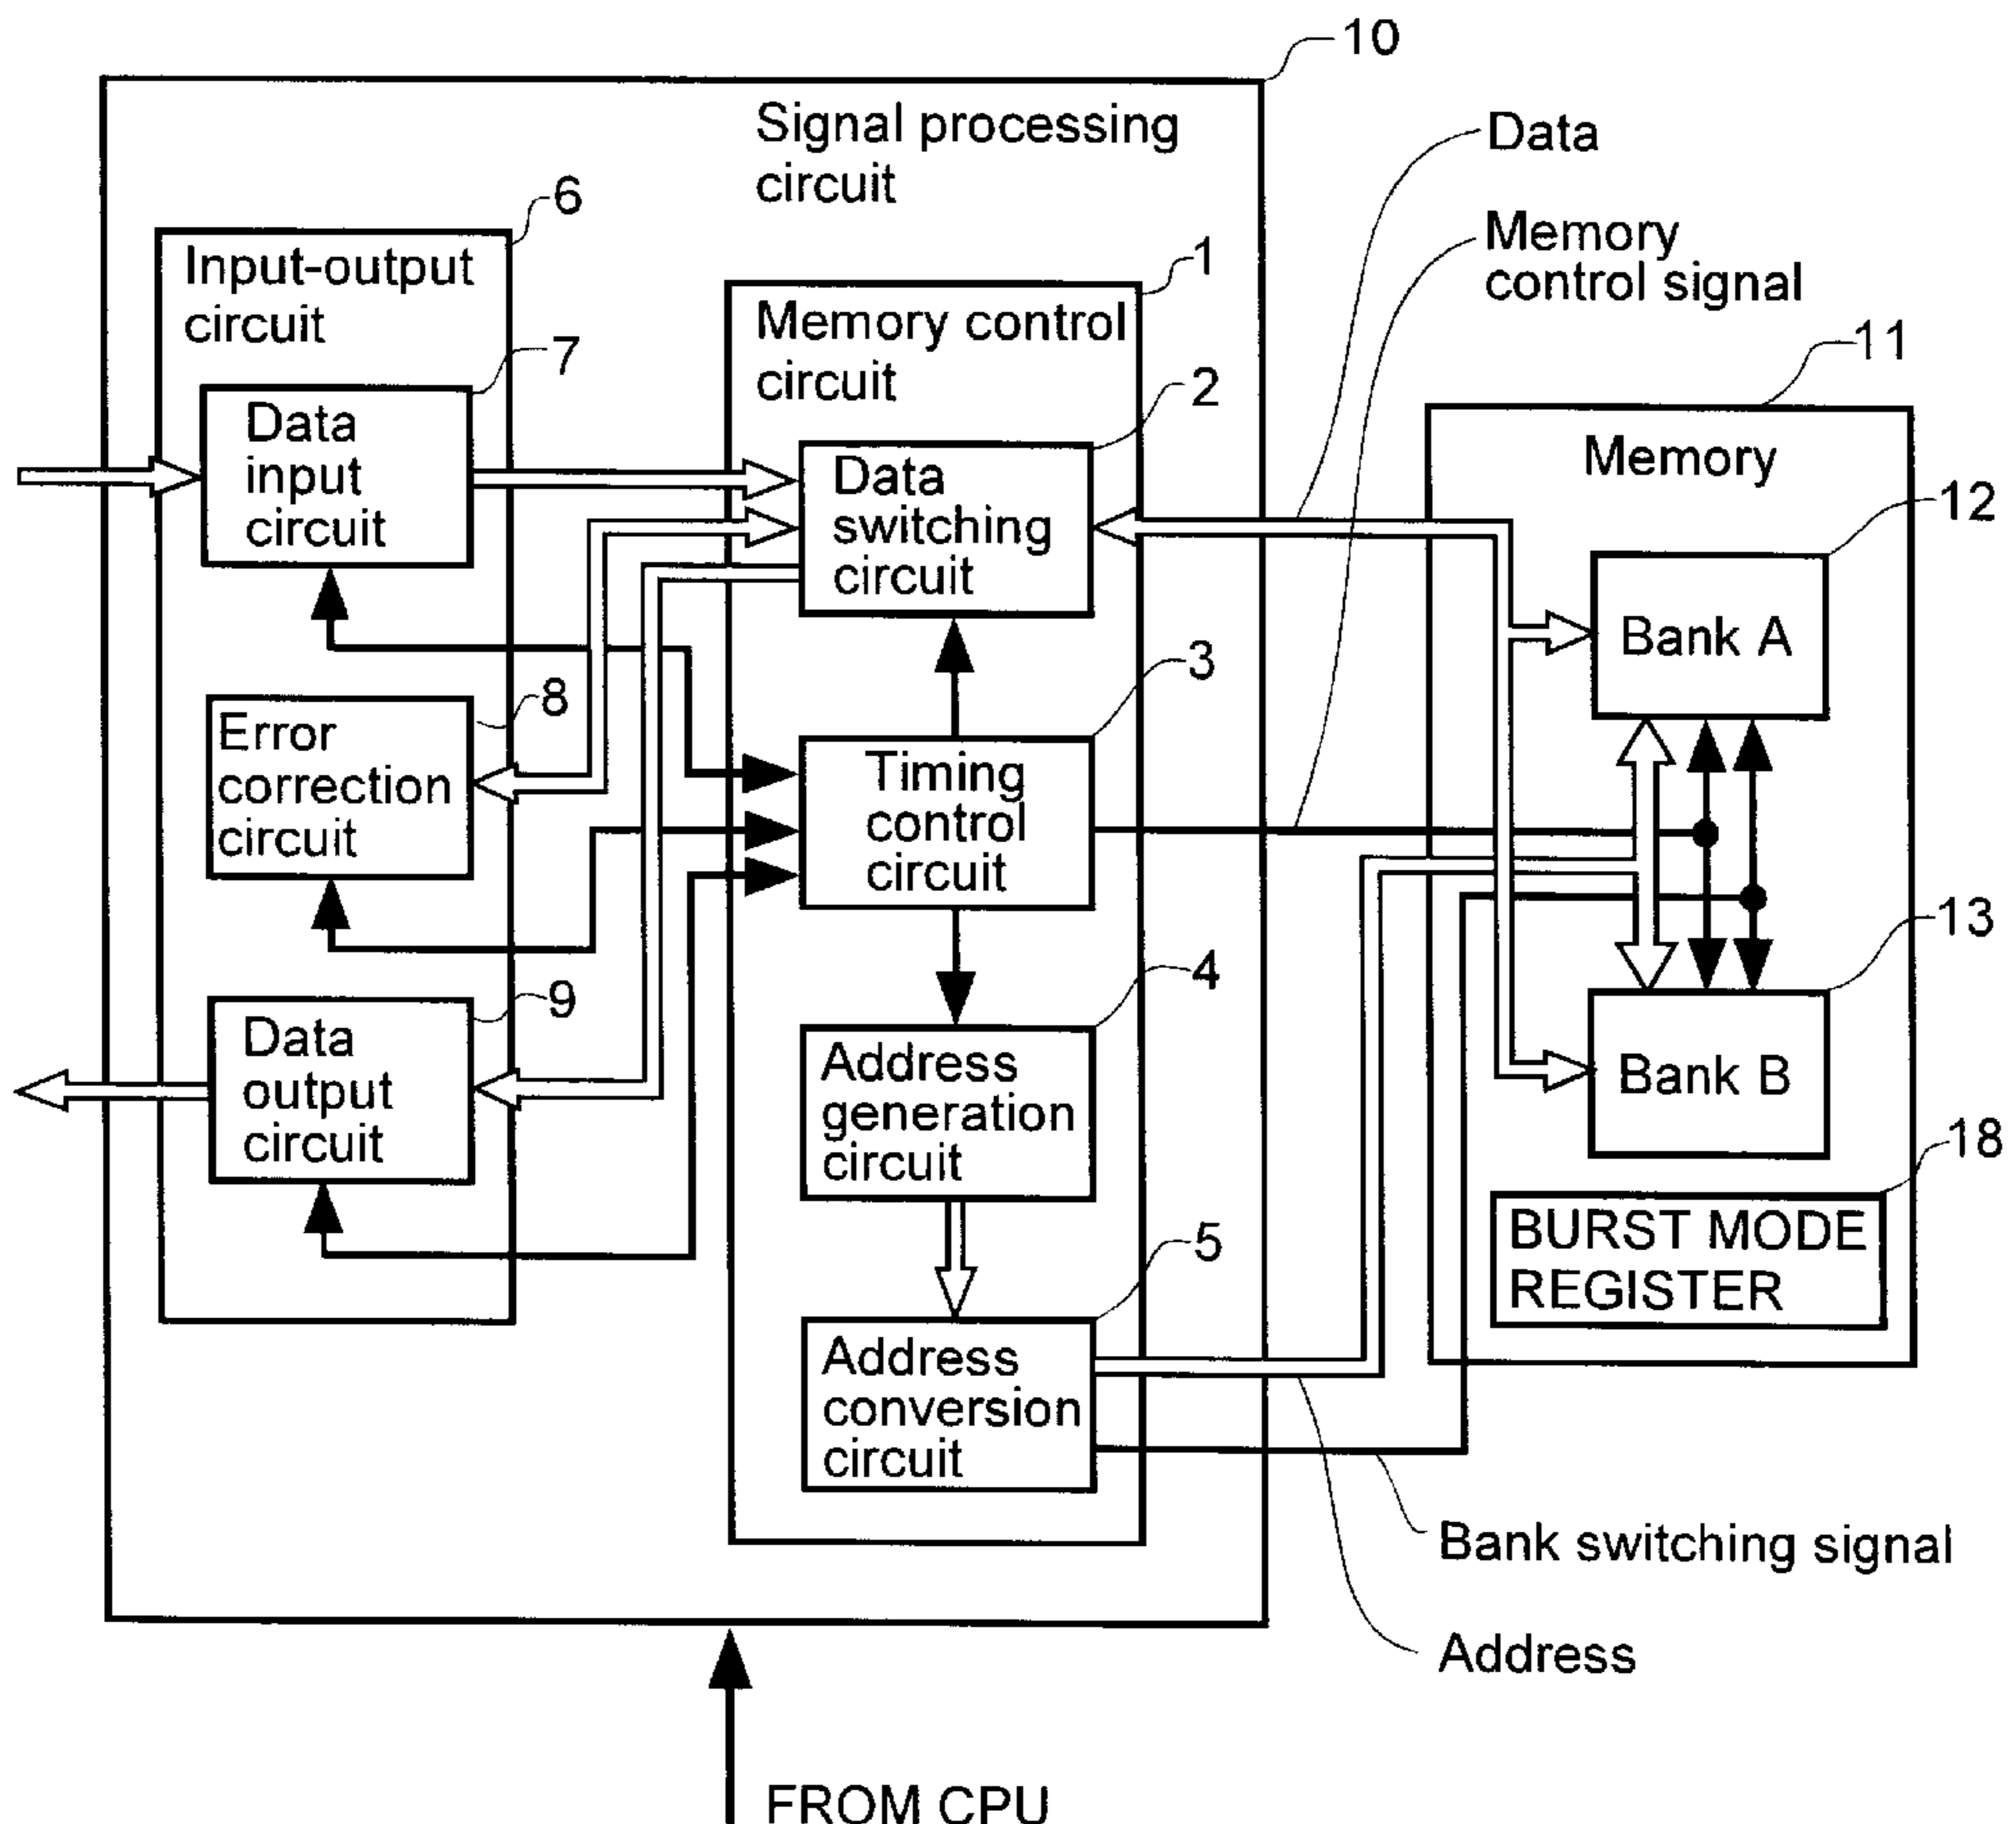 10
Signal processing
circuit
Data
Memory
control signal
6
Input-output
circuit
1
Memory control
circuit
11
Memory
7
Data
input
circuit
2
Data
switching
circuit
12
Bank A
8
Error
correction
circuit
3
Timing
control
circuit
13
Bank B
9
Data
output
circuit
4
Address
generation
circuit
18
BURST MODE
REGISTER
5
Address
conversion
circuit
Bank switching signal
Address
FROM CPU